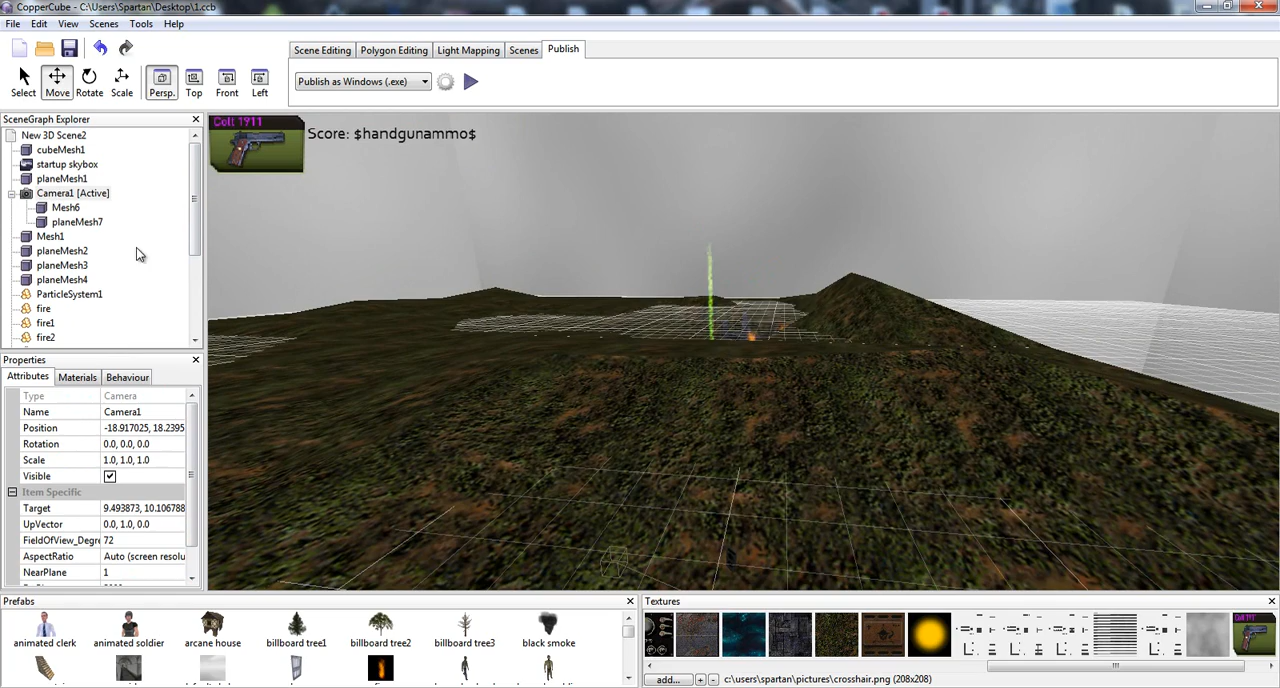 CopperCube - C:\Users\Spartan\Desktop\1.ccb
File Edit View Scenes Tools Help
Scene Editing Polygon Editing Light Mapping Scenes Publish
Select Move Rotate Scale Persp. Top Front Left
Publish as Windows (.exe)
SceneGraph Explorer
New 3D Scene2
cubeMesh1
startup skybox
planeMesh1
Camera1 [Active]
Mesh6
planeMesh7
Mesh1
planeMesh2
planeMesh3
planeMesh4
ParticleSystem1
fire
fire1
fire2
Colt 1911
Score: $handgunammo$
Properties
Attributes Materials Behaviour
Type Camera
Name Camera1
Position -18.917025, 18.2395
Rotation 0.0, 0.0, 0.0
Scale 1.0, 1.0, 1.0
Visible
Item Specific
Target 9.493873, 10.106788
UpVector 0.0, 1.0, 0.0
FieldOfView_Degre 72
AspectRatio Auto (screen resolu
NearPlane 1
Prefabs
animated clerk animated soldier arcane house billboard tree1 billboard tree2 billboard tree3 black smoke
Textures
Colt 191
add... + - c:\users\spartan\pictures\crosshair.png (208x208)